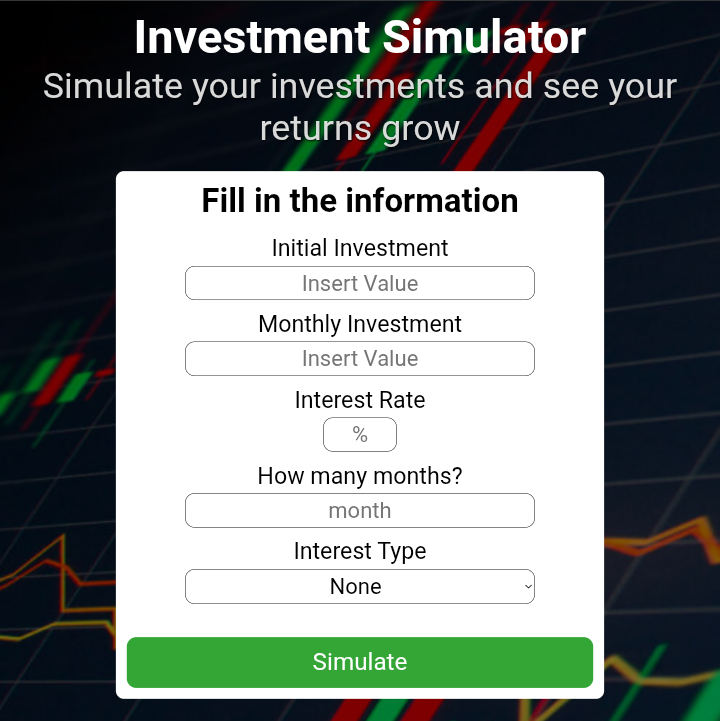 Investment Simulator
Simulate your investments and see your
returns grow
Fill in the information
Initial Investment
Insert Value
Monthly Investment
Insert Value
Interest Rate
%
How many months?
month
Interest Type
None
Simulate